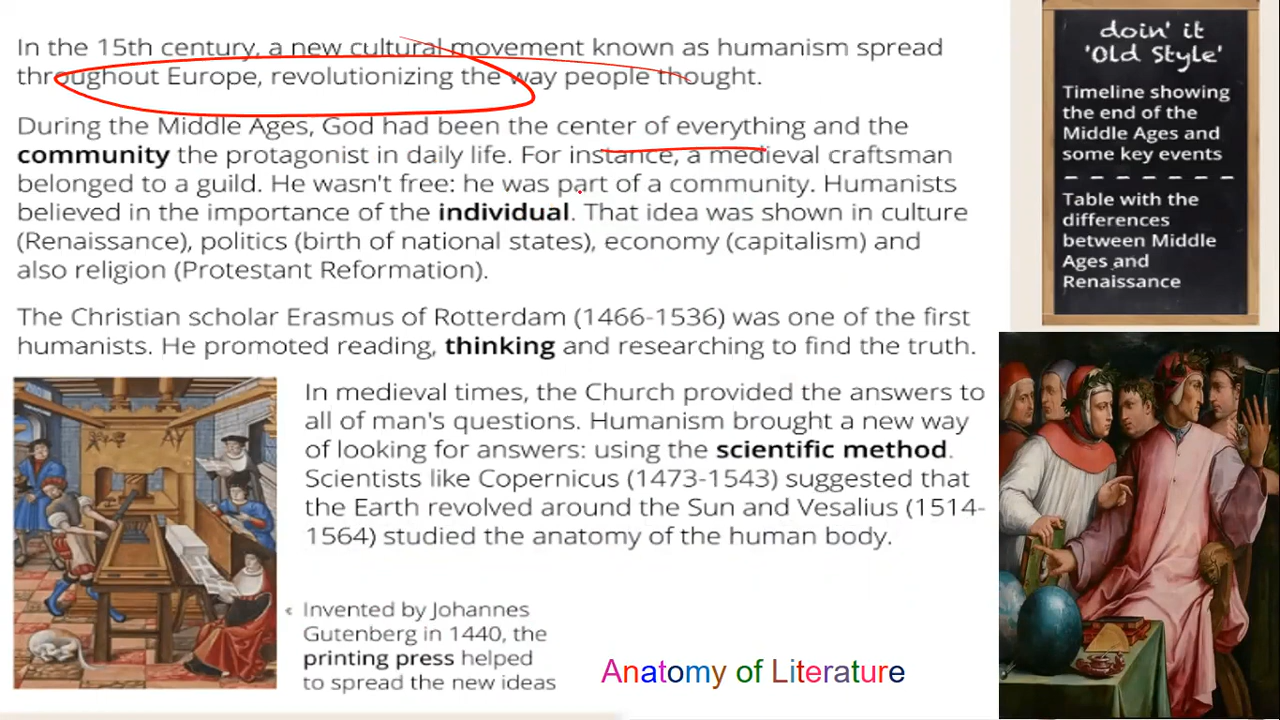 In the 15th century, a new cultural movement known as humanism spread
throughout Europe, revolutionizing the way people thought.
During the Middle Ages, God had been the center of everything and the
community the protagonist in daily life. For instance, a medieval craftsman
belonged to a guild. He wasn't free: he was part of a community. Humanists
believed in the importance of the individual. That idea was shown in culture
(Renaissance), politics (birth of national states), economy (capitalism) and
also religion (Protestant Reformation).
The Christian scholar Erasmus of Rotterdam (1466-1536) was one of the first
humanists. He promoted reading, thinking and researching to find the truth.
In medieval times, the Church provided the answers to
all of man's questions. Humanism brought a new way
of looking for answers: using the scientific method.
Scientists like Copernicus (1473-1543) suggested that
the Earth revolved around the Sun and Vesalius (1514-
1564) studied the anatomy of the human body.
Invented by Johannes
Gutenberg in 1440, the
printing press helped
to spread the new ideas
Anatomy of Literature
doin' it
'Old Style'
Timeline showing
the end of the
Middle Ages and
some key events
Table with the
differences
between Middle
Ages and
Renaissance